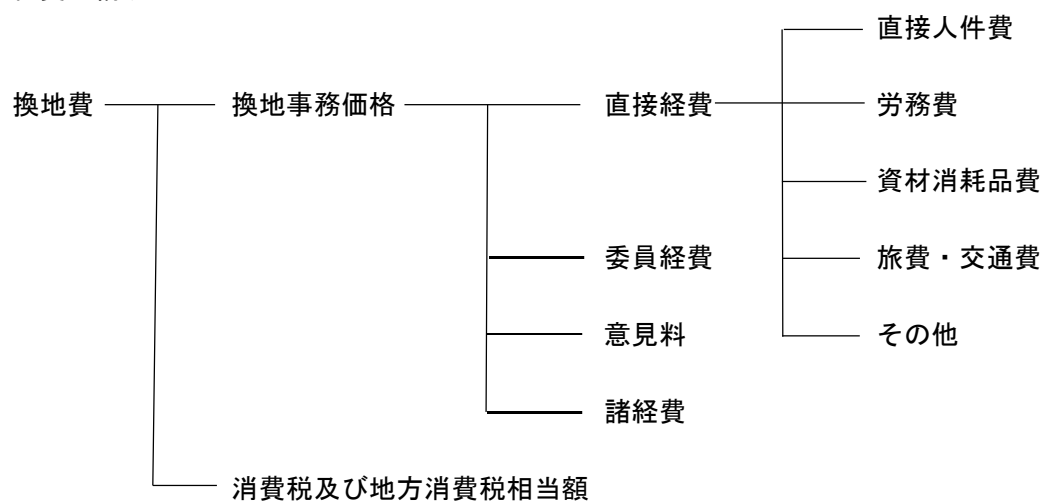 直接人件費
換地費 換地事務価格 直接経費 労務費
資材消耗品費
委員経費 旅費・交通費
意見料 その他
諸経費
消費税及び地方消費税相当額